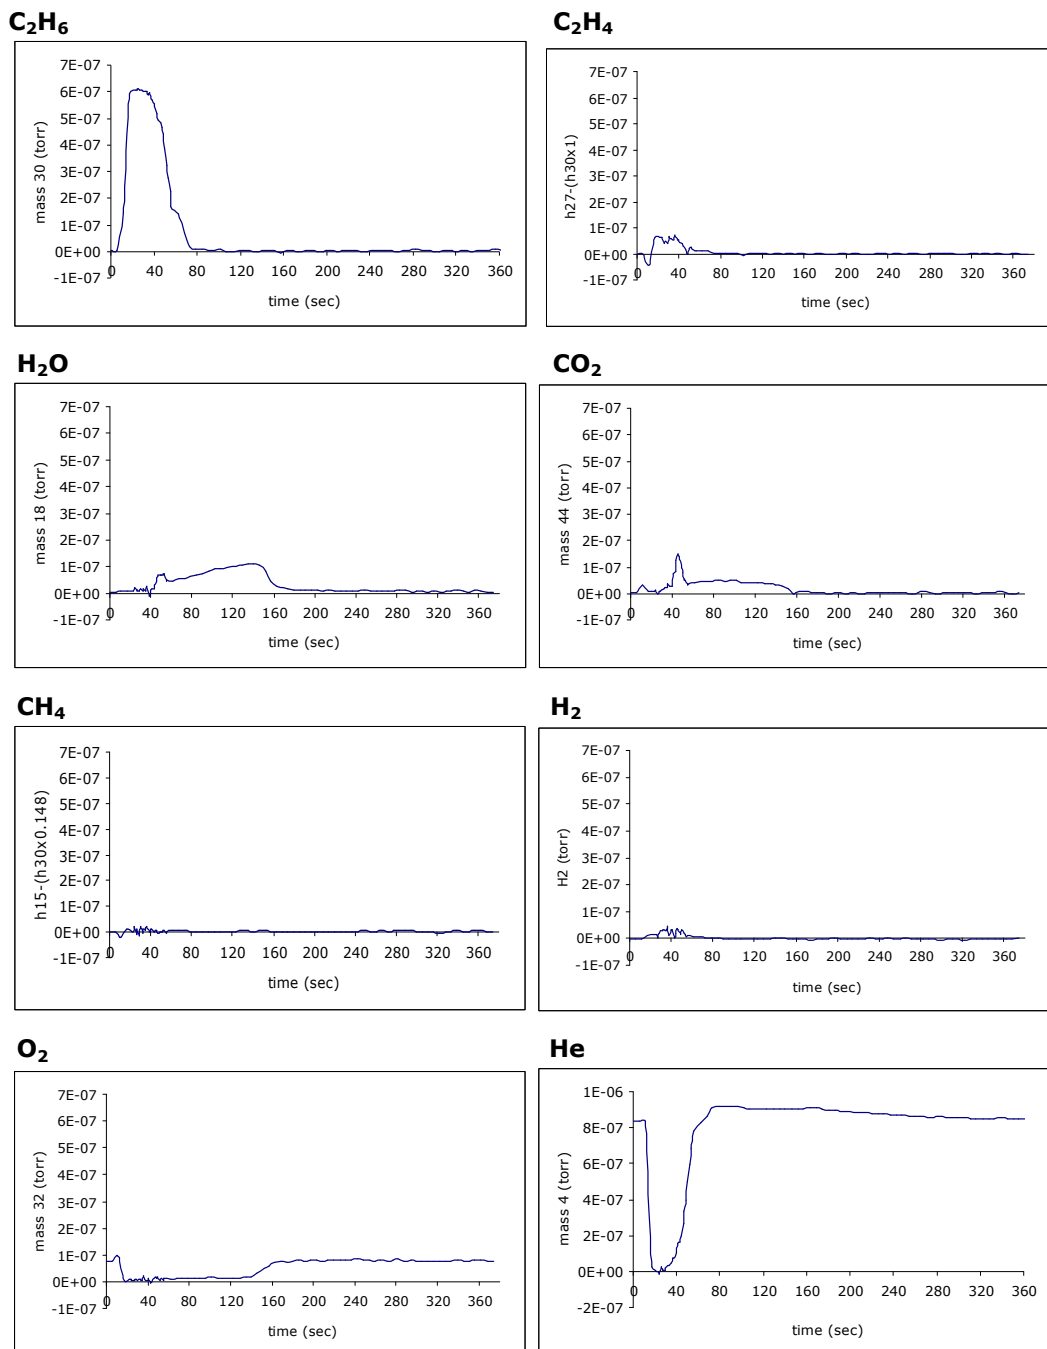 C₂H₆
7E-07
6E-07
5E-07
4E-07
3E-07
2E-07
1E-07
0E+00
-1E-07
0 40 80 120 160 200 240 280 320 360
mass 30 (torr)
time (sec)
C₂H₄
7E-07
6E-07
5E-07
4E-07
3E-07
2E-07
1E-07
0E+00
-1E-07
0 40 80 120 160 200 240 280 320 360
h27-(h30x1)
time (sec)
H₂O
7E-07
6E-07
5E-07
4E-07
3E-07
2E-07
1E-07
0E+00
-1E-07
0 40 80 120 160 200 240 280 320 360
mass 18 (torr)
time (sec)
CO₂
7E-07
6E-07
5E-07
4E-07
3E-07
2E-07
1E-07
0E+00
-1E-07
0 40 80 120 160 200 240 280 320 360
mass 44 (torr)
time (sec)
CH₄
7E-07
6E-07
5E-07
4E-07
3E-07
2E-07
1E-07
0E+00
-1E-07
0 40 80 120 160 200 240 280 320 360
h15-(h30x0.148)
time (sec)
H₂
7E-07
6E-07
5E-07
4E-07
3E-07
2E-07
1E-07
0E+00
-1E-07
0 40 80 120 160 200 240 280 320 360
H2 (torr)
time (sec)
O₂
7E-07
6E-07
5E-07
4E-07
3E-07
2E-07
1E-07
0E+00
-1E-07
0 40 80 120 160 200 240 280 320 360
mass 32 (torr)
time (sec)
He
1E-06
8E-07
6E-07
4E-07
2E-07
0E+00
-2E-07
0 40 80 120 160 200 240 280 320 360
mass 4 (torr)
time (sec)